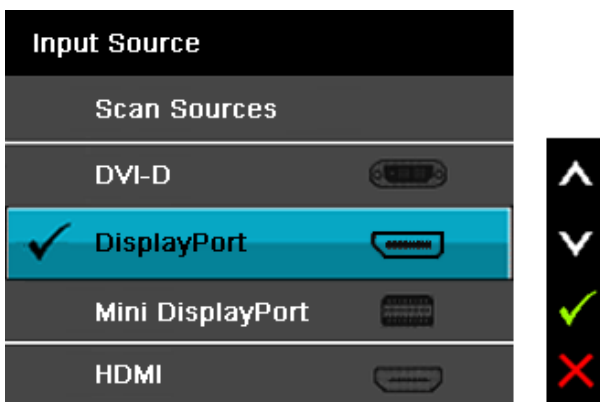 Input Source
Scan Sources
DVI-D
DisplayPort
Mini DisplayPort
HDMI